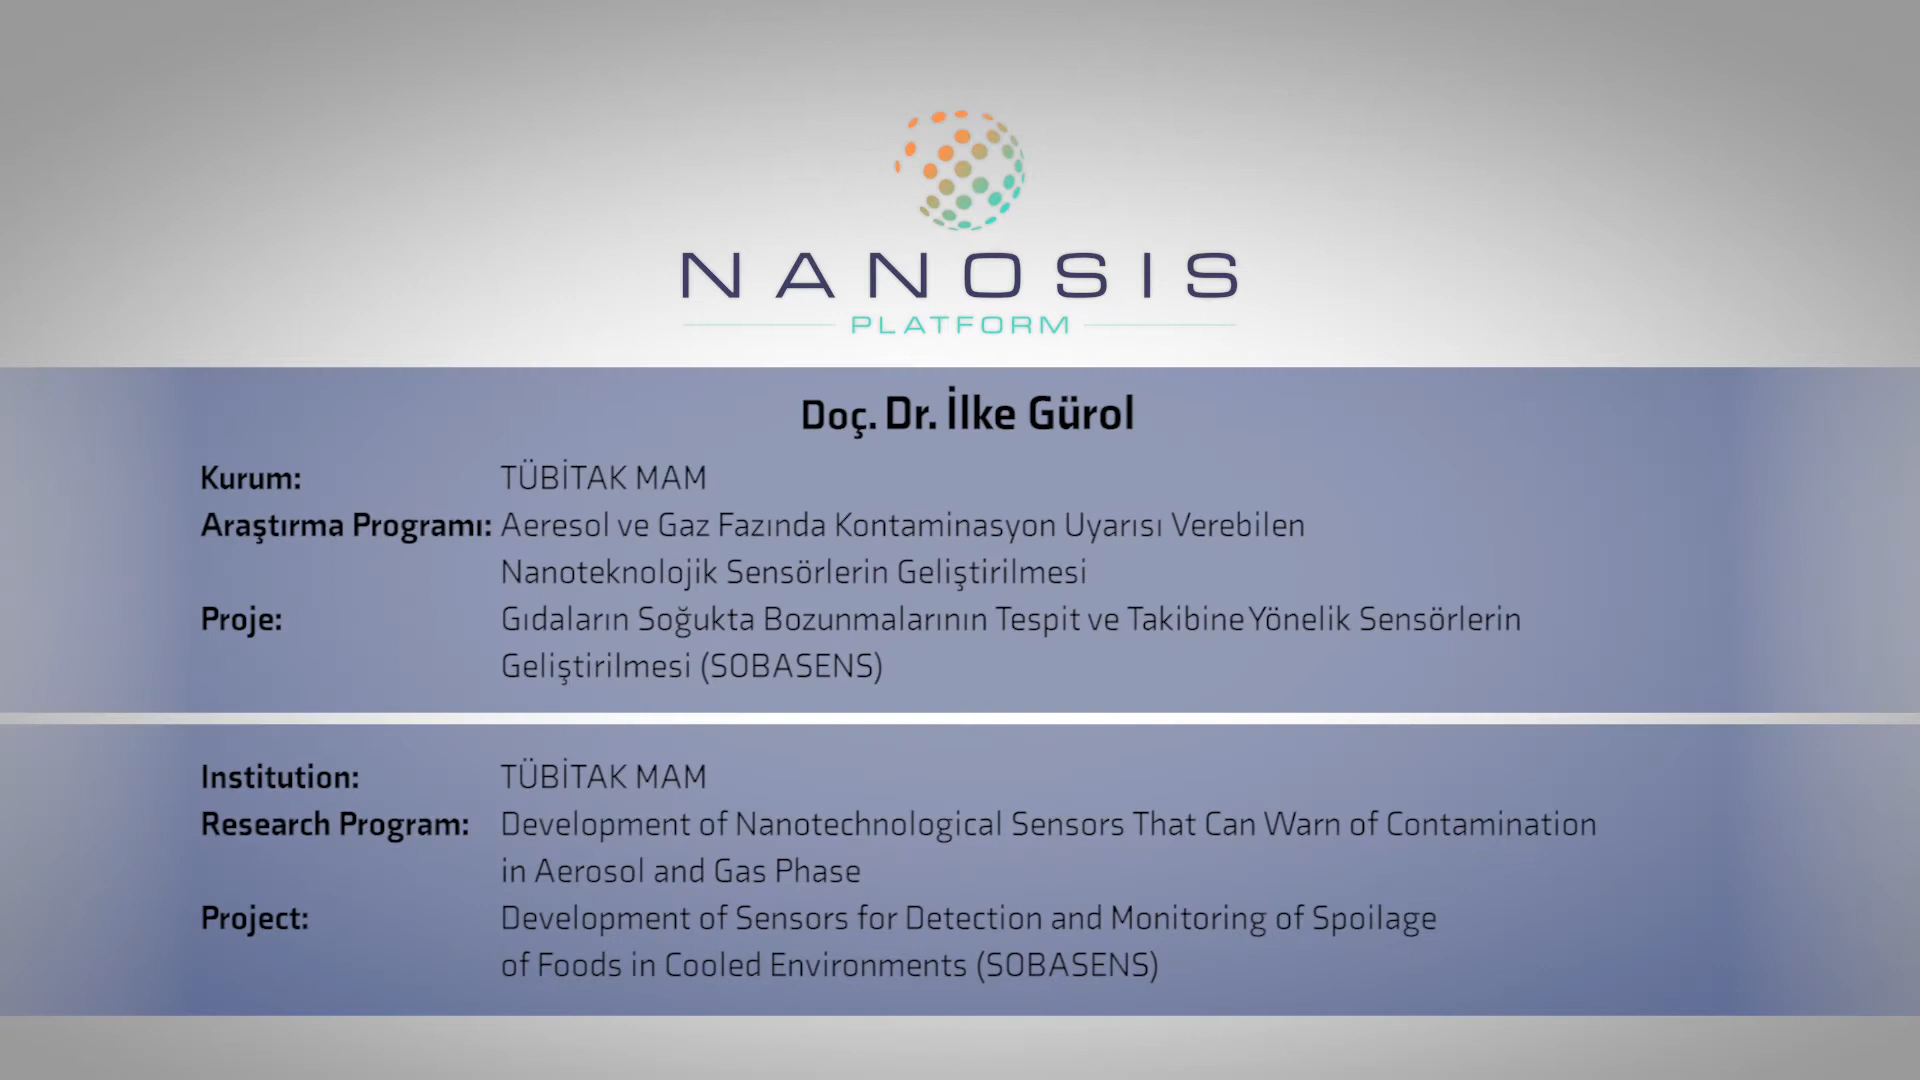 NANOSIS
PLATFORM
Doç. Dr. İlke Gürol
Kurum: TÜBİTAK MAM
Araştırma Programı: Aeresol ve Gaz Fazında Kontaminasyon Uyarısı Verebilen
Nanoteknolojik Sensörlerin Geliştirilmesi
Proje: Gıdaların Soğukta Bozunmalarının Tespit ve Takibine Yönelik Sensörlerin
Geliştirilmesi (SOBASENS)
Institution: TÜBİTAK MAM
Research Program: Development of Nanotechnological Sensors That Can Warn of Contamination
in Aerosol and Gas Phase
Project: Development of Sensors for Detection and Monitoring of Spoilage
of Foods in Cooled Environments (SOBASENS)